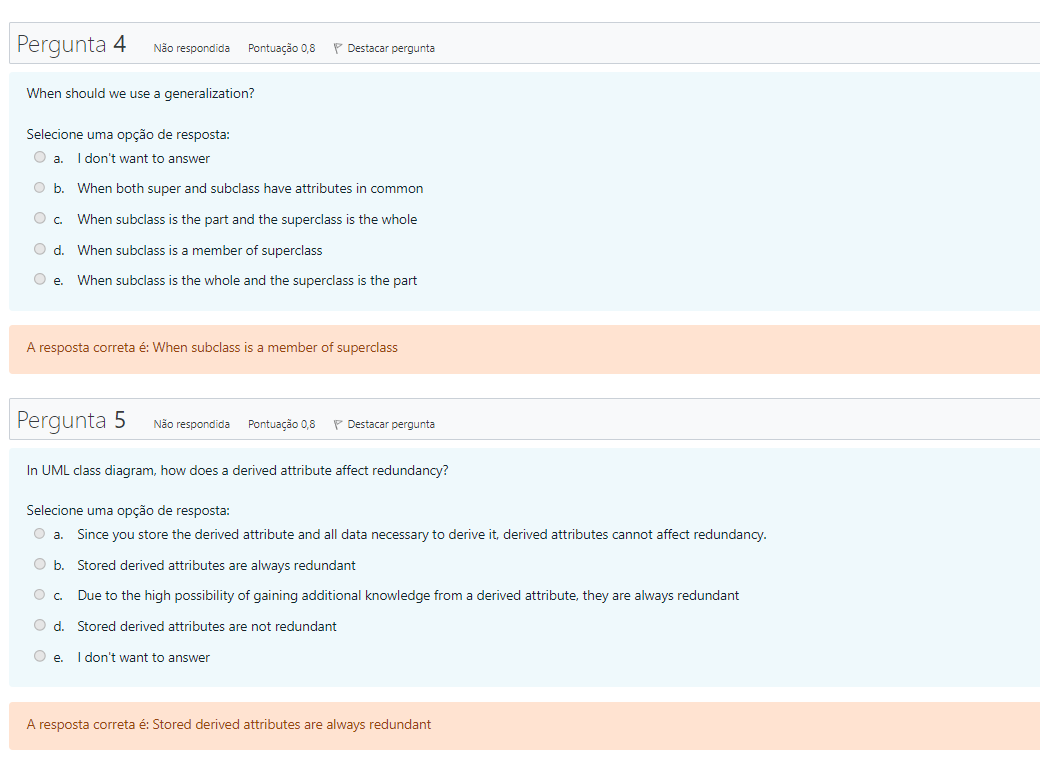 Pergunta 4 Não respondida Pontuação 0,8 Destacar pergunta
When should we use a generalization?
Selecione uma opção de resposta:
a. I don't want to answer
b. When both super and subclass have attributes in common
c. When subclass is the part and the superclass is the whole
d. When subclass is a member of superclass
e. When subclass is the whole and the superclass is the part
A resposta correta é: When subclass is a member of superclass
Pergunta 5 Não respondida Pontuação 0,8 Destacar pergunta
In UML class diagram, how does a derived attribute affect redundancy?
Selecione uma opção de resposta:
a. Since you store the derived attribute and all data necessary to derive it, derived attributes cannot affect redundancy.
b. Stored derived attributes are always redundant
c. Due to the high possibility of gaining additional knowledge from a derived attribute, they are always redundant
d. Stored derived attributes are not redundant
e. I don't want to answer
A resposta correta é: Stored derived attributes are always redundant